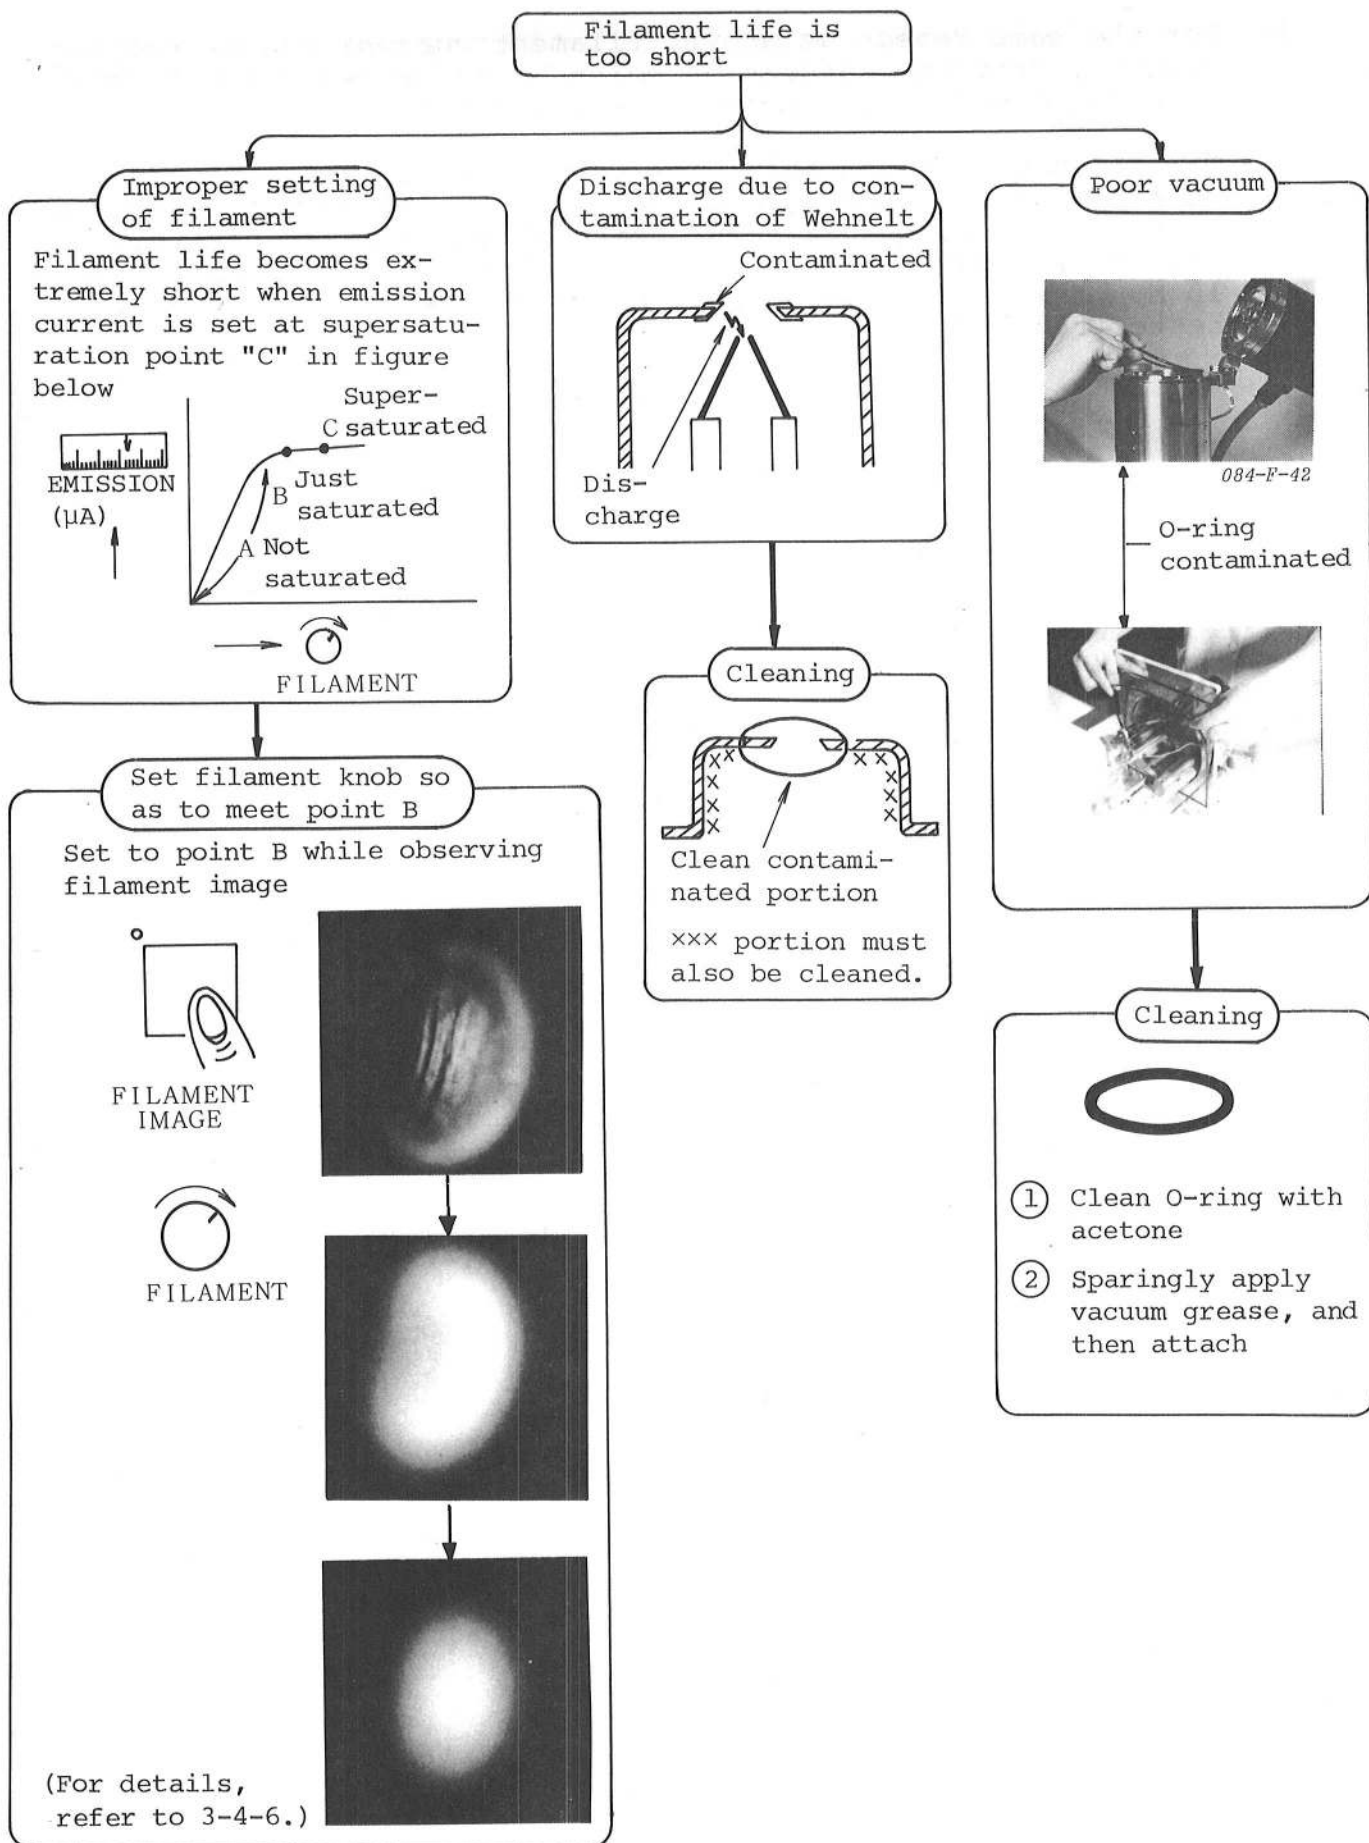 Filament life is
too short
Improper setting
of filament
Filament life becomes ex-
tremely short when emission
current is set at supersatu-
ration point "C" in figure
below
EMISSION
(μA)
Super-
C saturated
B Just
saturated
A Not
saturated
FILAMENT
Set filament knob so
as to meet point B
Set to point B while observing
filament image
FILAMENT
IMAGE
FILAMENT
(For details,
refer to 3-4-6.)
Discharge due to con-
tamination of Wehnelt
Contaminated
Dis-
charge
Cleaning
Clean contami-
nated portion
××× portion must
also be cleaned.
Poor vacuum
084-F-42
O-ring
contaminated
Cleaning
① Clean O-ring with
acetone
② Sparingly apply
vacuum grease, and
then attach